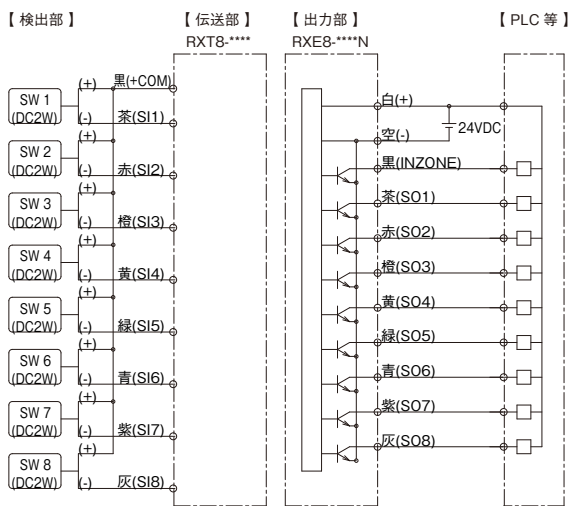 【 検出部 】
【 伝送部 】
【 出力部 】
【 PLC 等 】
RXT8-****
RXE8-****N
(+)
黒(+COM)
SW 1
(DC2W)
(-)
茶(SI1)
SW 2
(DC2W)
(+)
(-)
赤(SI2)
SW 3
(DC2W)
(+)
(-)
橙(SI3)
SW 4
(DC2W)
(+)
(-)
黄(SI4)
SW 5
(DC2W)
(+)
(-)
緑(SI5)
SW 6
(DC2W)
(+)
(-)
青(SI6)
SW 7
(DC2W)
(+)
(-)
紫(SI7)
SW 8
(DC2W)
(+)
(-)
灰(SI8)
白(+)
24VDC
空(-)
黒(INZONE)
茶(SO1)
赤(SO2)
橙(SO3)
黄(SO4)
緑(SO5)
青(SO6)
紫(SO7)
灰(SO8)